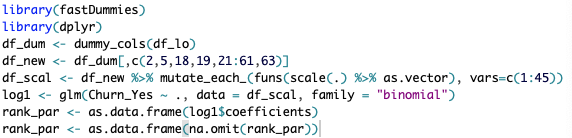 library(fastDummies)
library(dplyr)
df_dum <- dummy_cols(df_lo)
df_new <- df_dum[,c(2,5,18,19,21:61,63)]
df_scal <- df_new %>% mutate_each_(funs(scale(.) %>% as.vector), vars=c(1:45))
log1 <- glm(Churn_Yes ~ ., data = df_scal, family = "binomial")
rank_par <- as.data.frame(log1$coefficients)
rank_par <- as.data.frame(na.omit(rank_par))